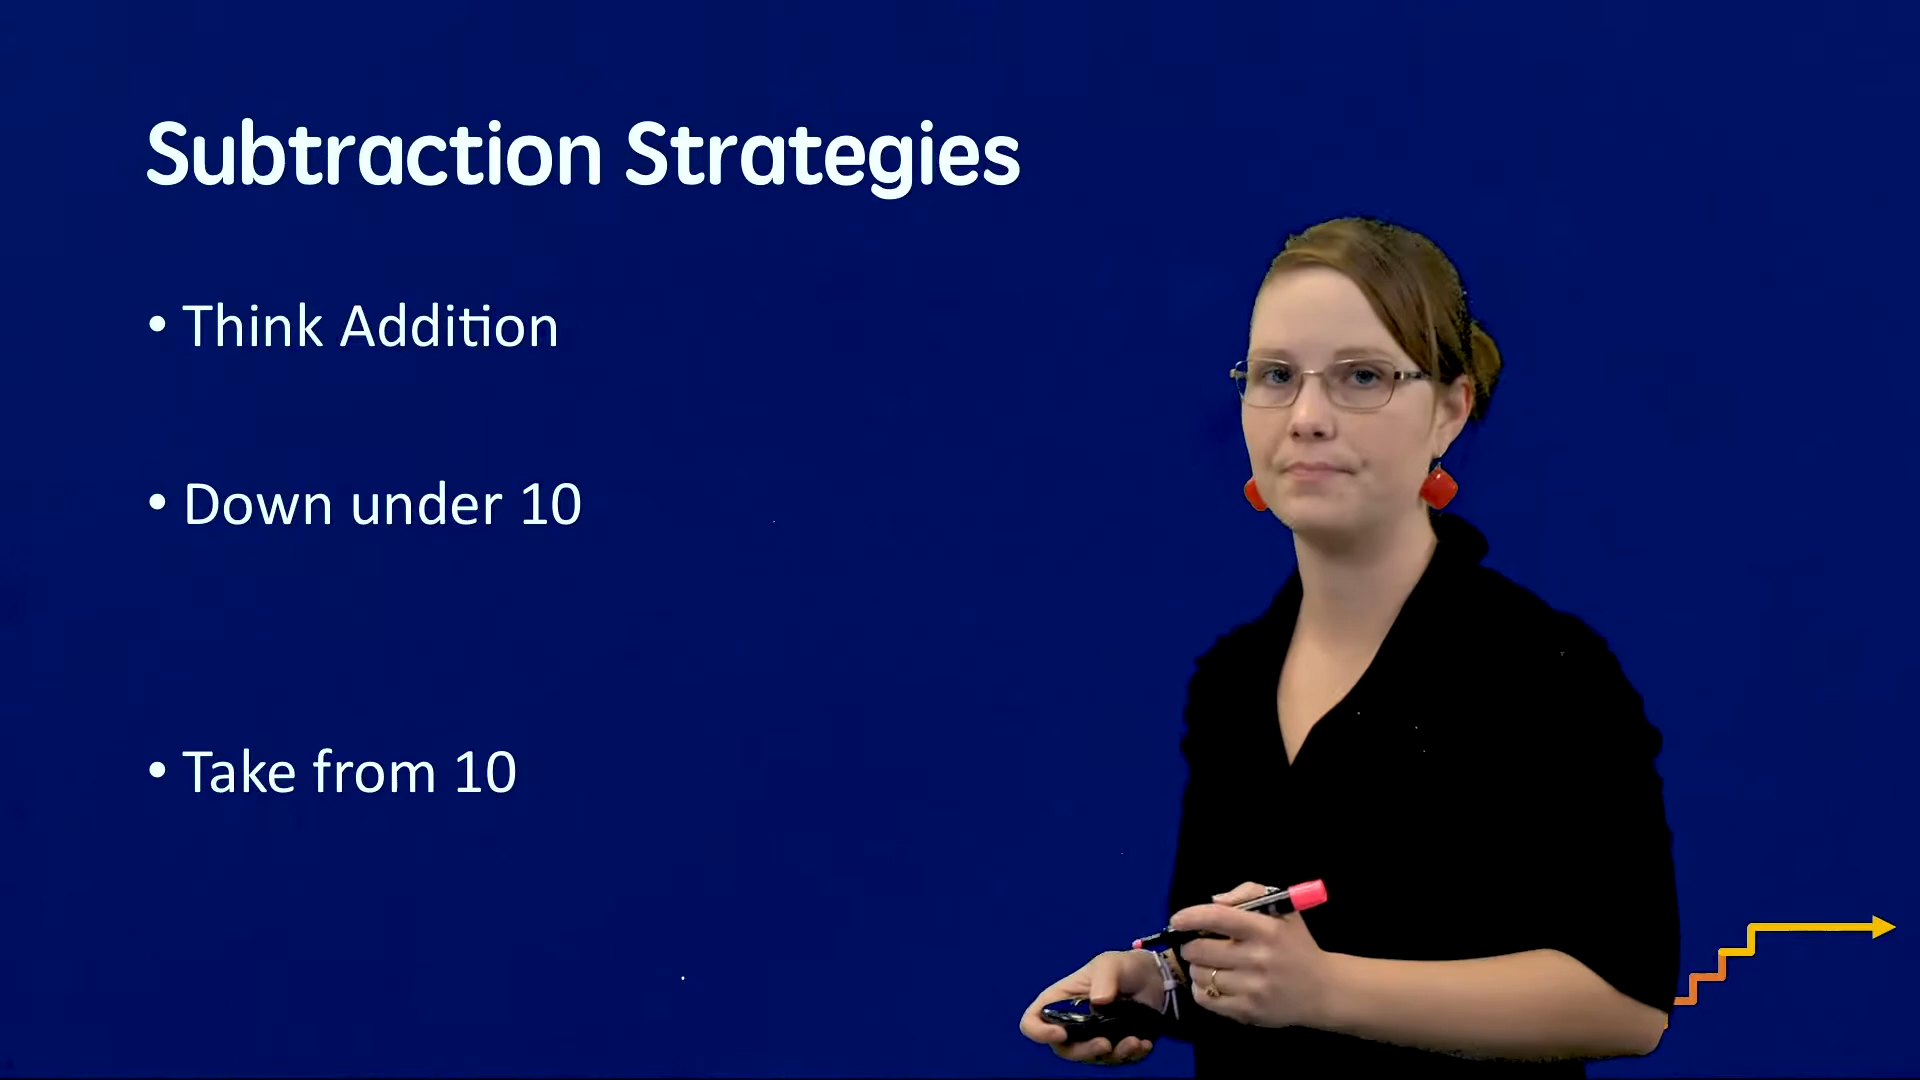 Subtraction Strategies
• Think Addition
• Down under 10
• Take from 10